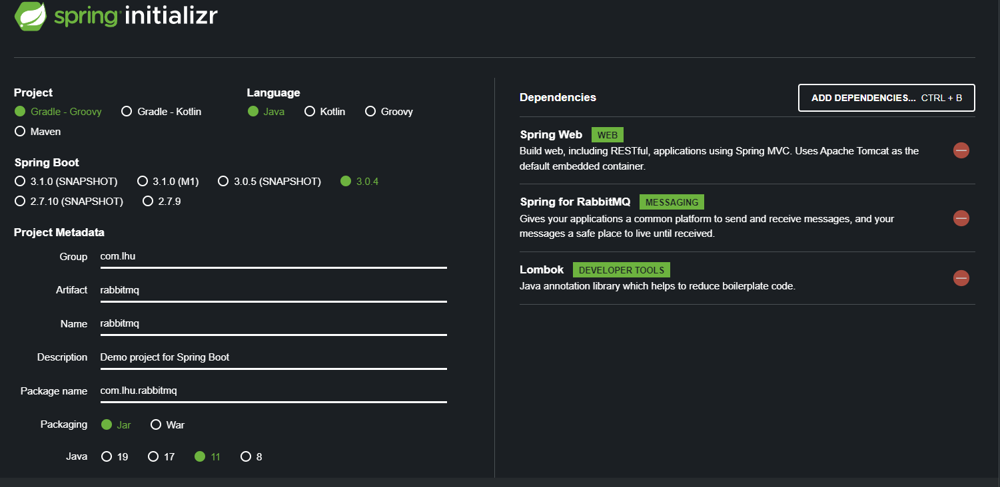 spring initializr
Project
Gradle - Groovy Gradle - Kotlin
Maven
Language
Java Kotlin Groovy
Spring Boot
3.1.0 (SNAPSHOT) 3.1.0 (M1) 3.0.5 (SNAPSHOT) 3.0.4
2.7.10 (SNAPSHOT) 2.7.9
Project Metadata
Group com.lhu
Artifact rabbitmq
Name rabbitmq
Description Demo project for Spring Boot
Package name com.lhu.rabbitmq
Packaging Jar War
Java 19 17 11 8
Dependencies ADD DEPENDENCIES... CTRL + B
Spring Web WEB
Build web, including RESTful, applications using Spring MVC. Uses Apache Tomcat as the
default embedded container.
Spring for RabbitMQ MESSAGING
Gives your applications a common platform to send and receive messages, and your
messages a safe place to live until received.
Lombok DEVELOPER TOOLS
Java annotation library which helps to reduce boilerplate code.